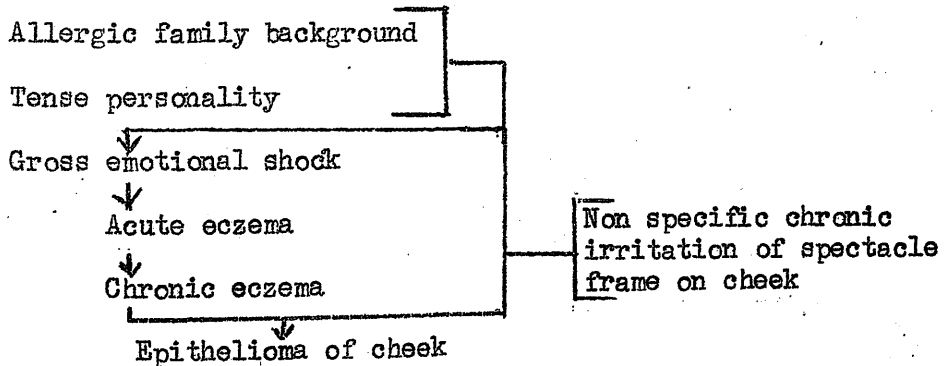 Allergic family background
Tense personality
Gross emotional shock
Acute eczema
Chronic eczema
Epithelioma of cheek
Non specific chronic
irritation of spectacle
frame on cheek